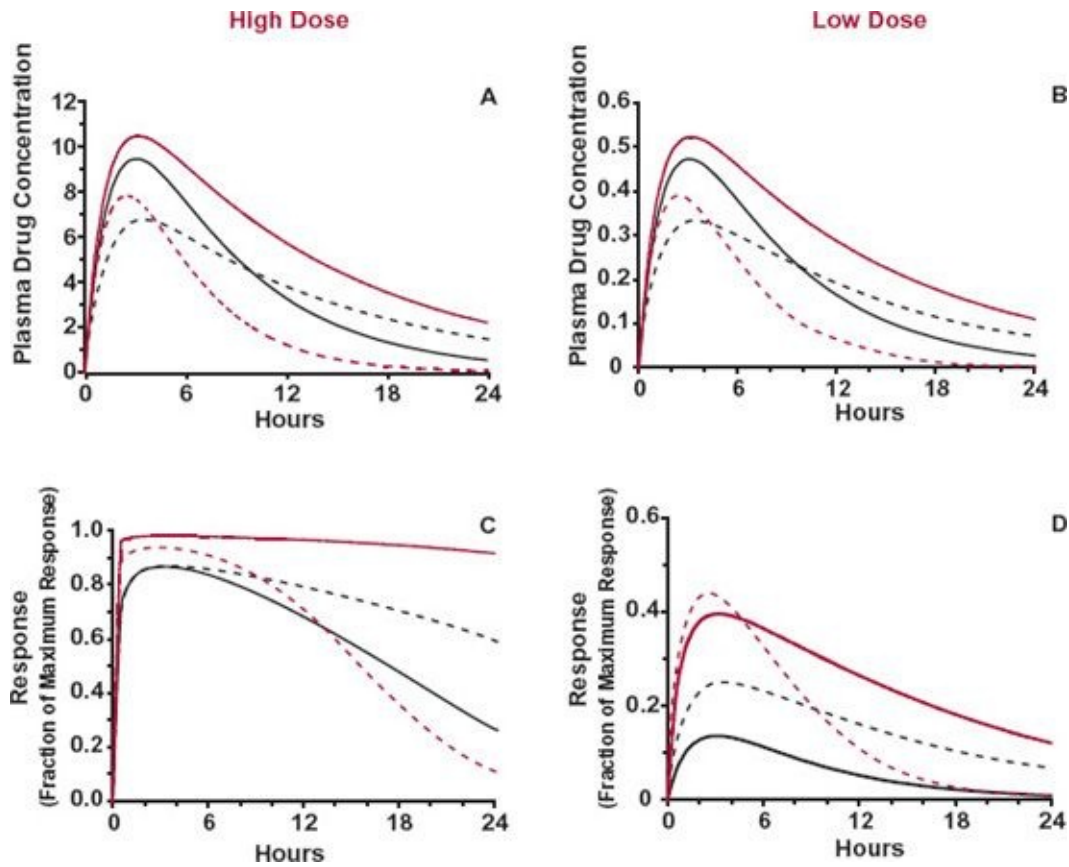 High Dose
Low Dose
Plasma Drug Concentration
A
12
10
8
6
4
2
0
0 6 12 18 24
Hours
Plasma Drug Concentration
B
0.6
0.5
0.4
0.3
0.2
0.1
0
0 6 12 18 24
Hours
Response
(Fraction of Maximum Response)
C
1.0
0.8
0.6
0.4
0.2
0.0
0 6 12 18 24
Hours
Response
(Fraction of Maximum Response)
D
0.6
0.4
0.2
0
0 6 12 18 24
Hours